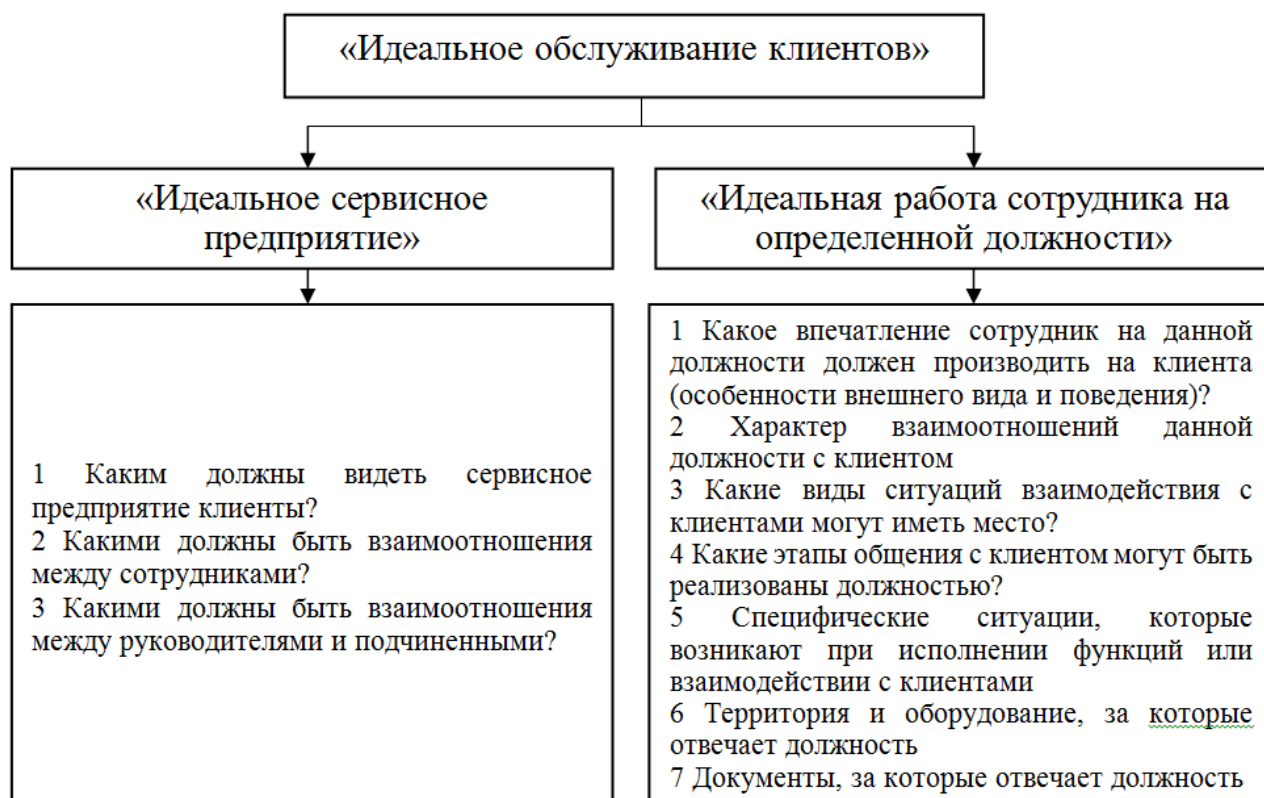 «Идеальное обслуживание клиентов»
«Идеальное сервисное
предприятие»
«Идеальная работа сотрудника на
определенной должности»
1 Каким должны видеть сервисное
предприятие клиенты?
2 Какими должны быть взаимоотношения
между сотрудниками?
3 Какими должны быть взаимоотношения
между руководителями и подчиненными?
1 Какое впечатление сотрудник на данной
должности должен производить на клиента
(особенности внешнего вида и поведения)?
2 Характер взаимоотношений данной
должности с клиентом
3 Какие виды ситуаций взаимодействия с
клиентами могут иметь место?
4 Какие этапы общения с клиентом могут быть
реализованы должностью?
5 Специфические ситуации, которые
возникают при исполнении функций или
взаимодействии с клиентами
6 Территория и оборудование, за которые
отвечает должность
7 Документы, за которые отвечает должность